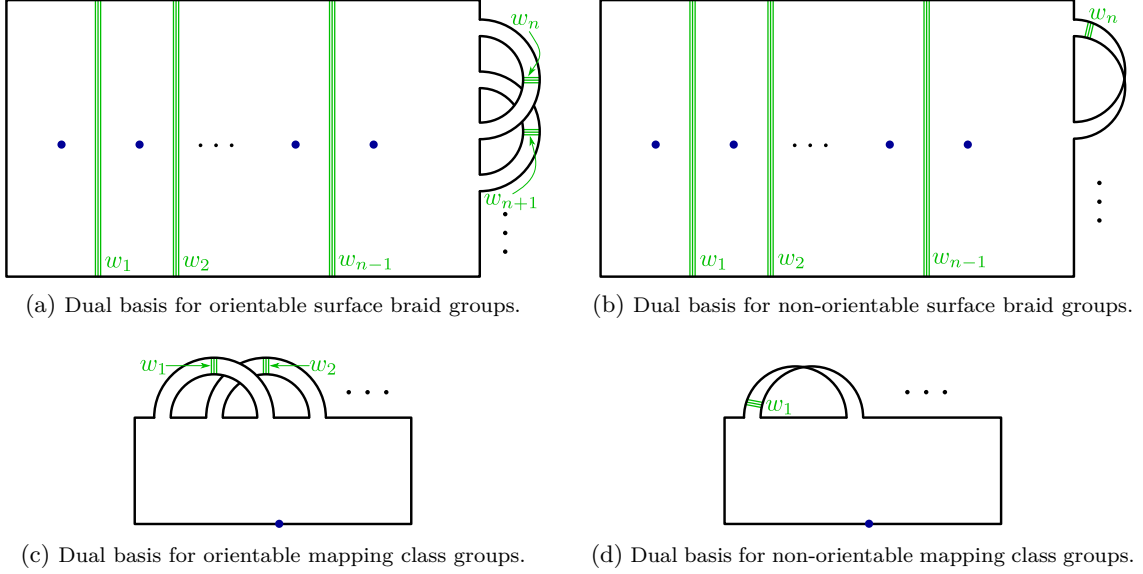 w_n
w_{n+1}
w_1
w_2
w_{n-1}
w_n
w_1
w_2
w_{n-1}
(a) Dual basis for orientable surface braid groups.
(b) Dual basis for non-orientable surface braid groups.
w_1
w_2
w_1
(c) Dual basis for orientable mapping class groups.
(d) Dual basis for non-orientable mapping class groups.